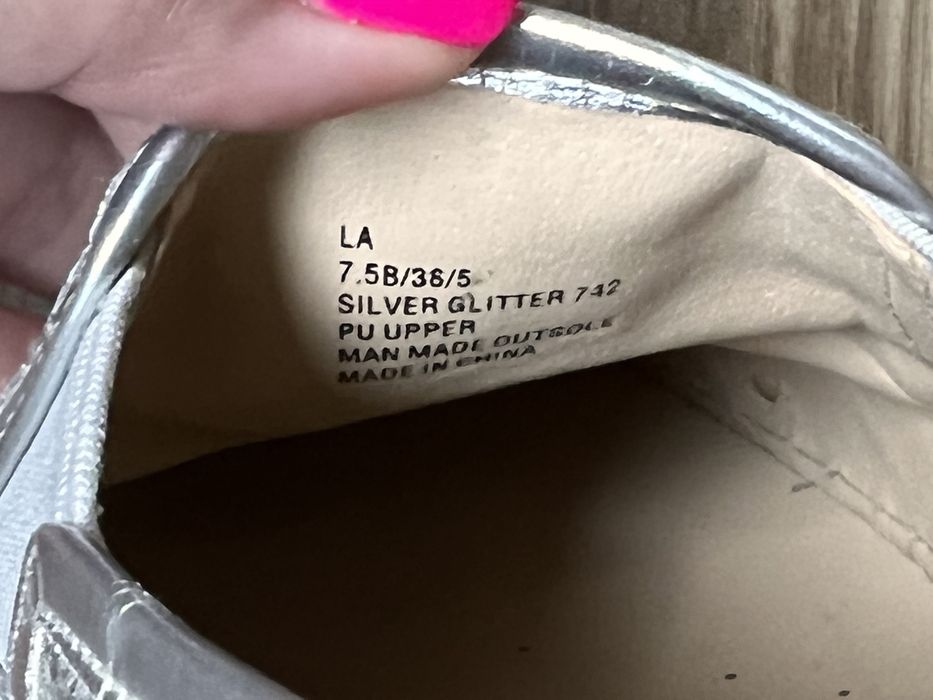 LA
7.5B/38/5
SILVER GLITTER 742
PU UPPER
MAN MADE OUTSOLE
MADE IN CHINA